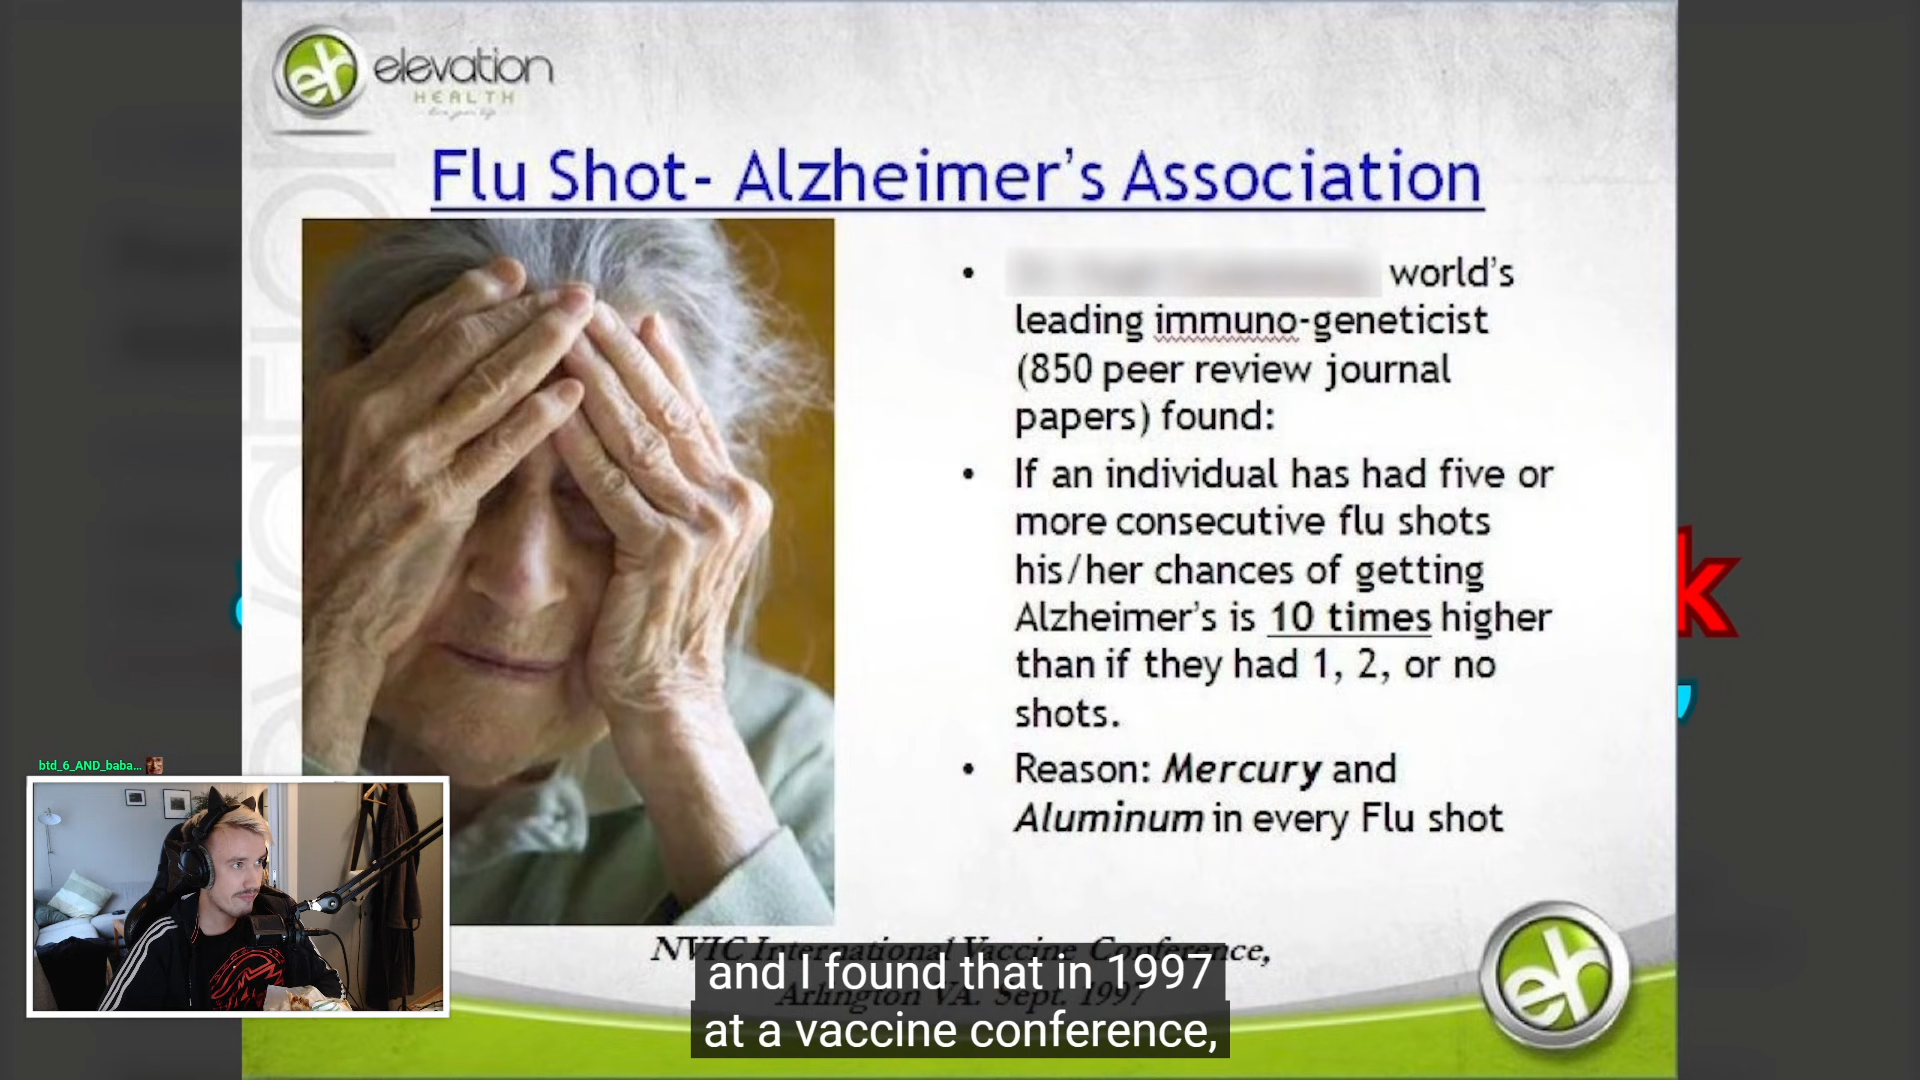 elevation
HEALTH
Flu Shot- Alzheimer's Association
• world's
leading immuno-geneticist
(850 peer review journal
papers) found:
• If an individual has had five or
more consecutive flu shots
his/her chances of getting
Alzheimer's is 10 times higher
than if they had 1, 2, or no
shots.
• Reason: Mercury and
Aluminum in every Flu shot
k
btd_6_AND_baba...
NVIC International Vaccine Conference,
Arlington VA. Sept. 1997
and I found that in 1997
at a vaccine conference,